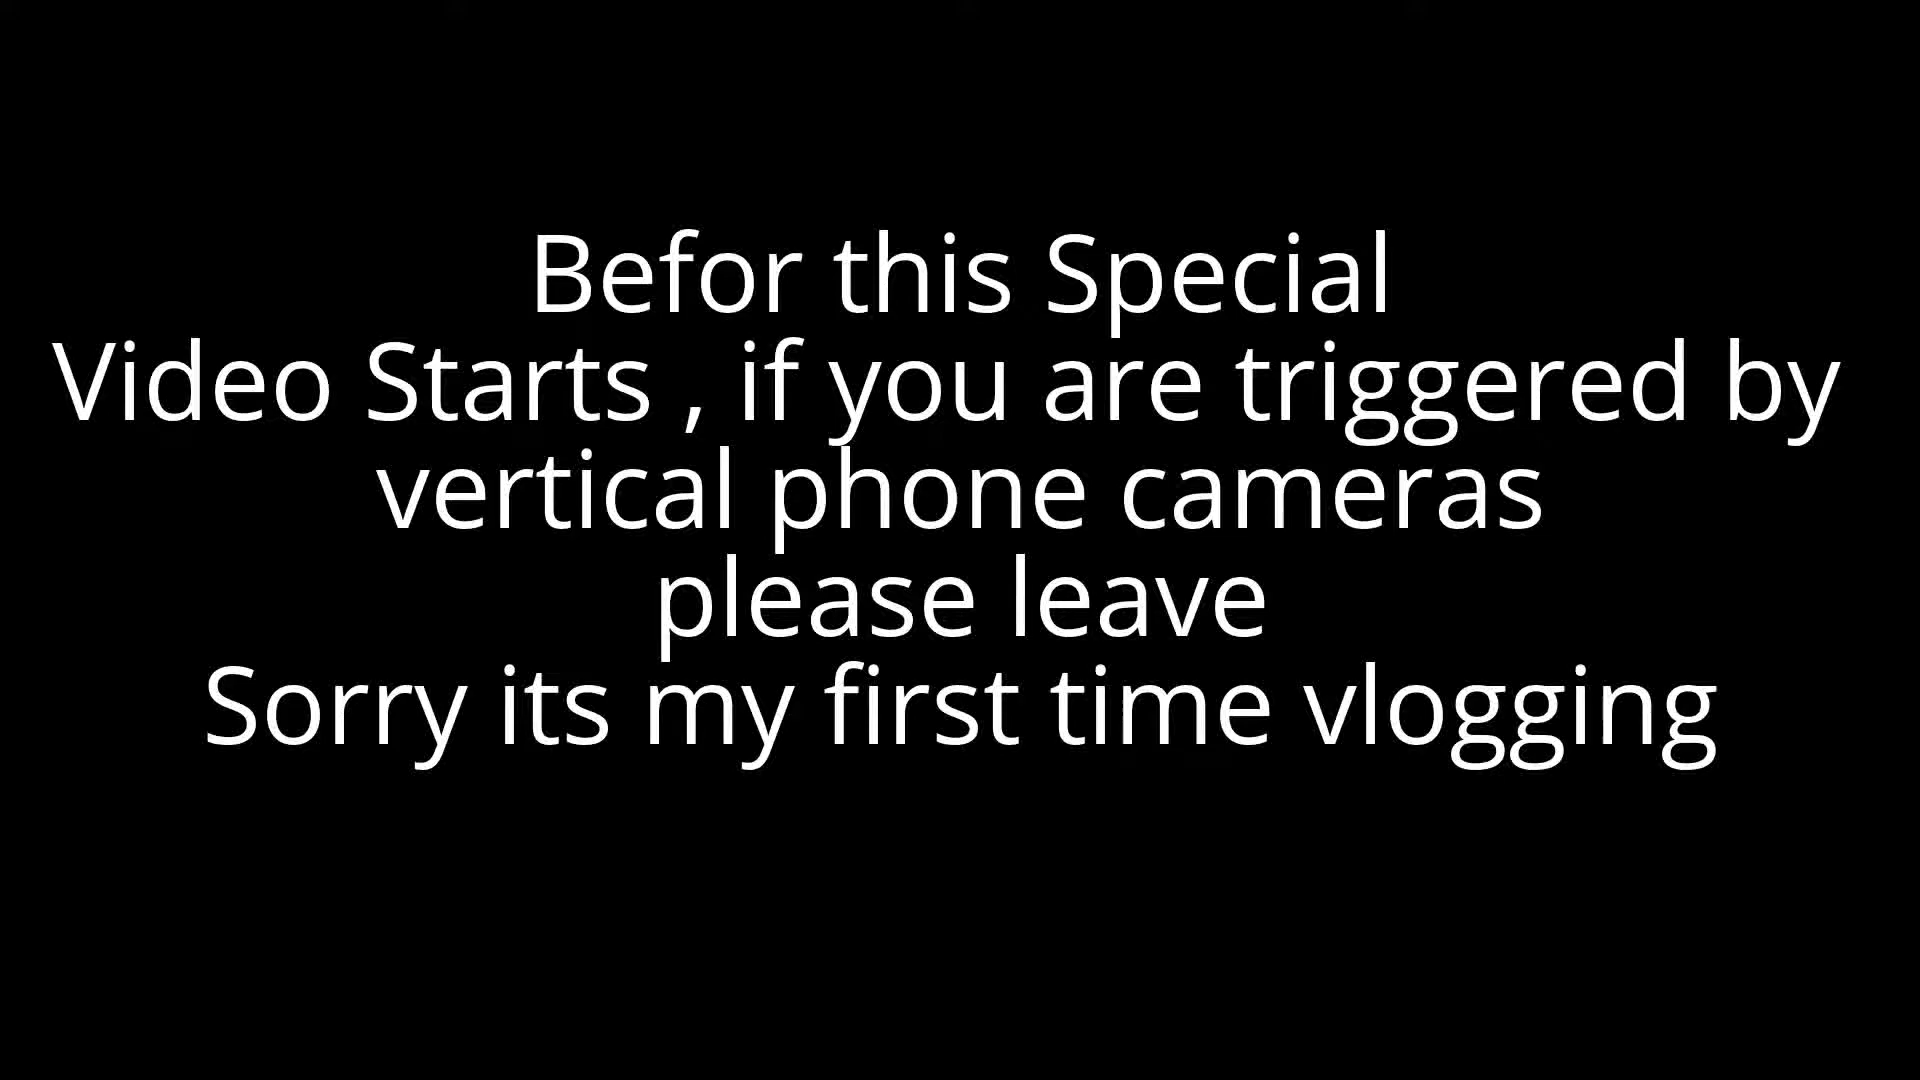 Befor this Special
Video Starts , if you are triggered by
vertical phone cameras
please leave
Sorry its my first time vlogging